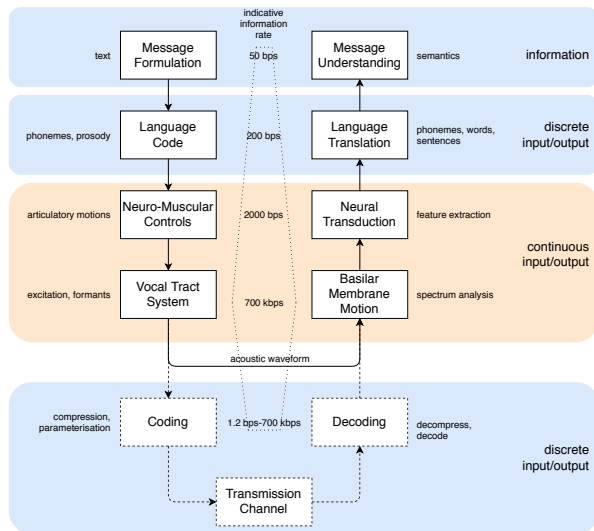 indicative
information
rate
text
Message
Formulation
50 bps
Message
Understanding
semantics
information
phonemes, prosody
Language
Code
200 bps
Language
Translation
phonemes, words,
sentences
discrete
input/output
articulatory motions
Neuro-Muscular
Controls
2000 bps
Neural
Transduction
feature extraction
continuous
input/output
excitation, formants
Vocal Tract
System
700 kbps
Basilar
Membrane
Motion
spectrum analysis
acoustic waveform
compression,
parameterisation
Coding
1.2 bps-700 kbps
Decoding
decompress,
decode
discrete
input/output
Transmission
Channel